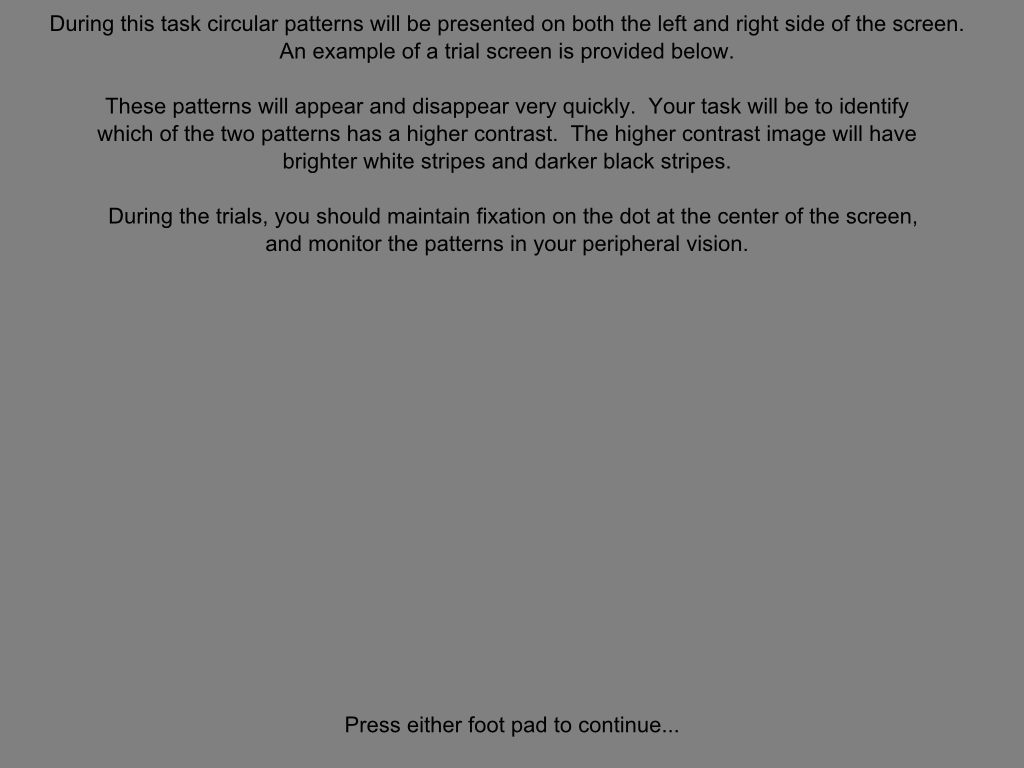 During this task circular patterns will be presented on both the left and right side of the screen.
An example of a trial screen is provided below.
These patterns will appear and disappear very quickly.  Your task will be to identify
which of the two patterns has a higher contrast.  The higher contrast image will have
brighter white stripes and darker black stripes.
During the trials, you should maintain fixation on the dot at the center of the screen,
and monitor the patterns in your peripheral vision.
Press either foot pad to continue...